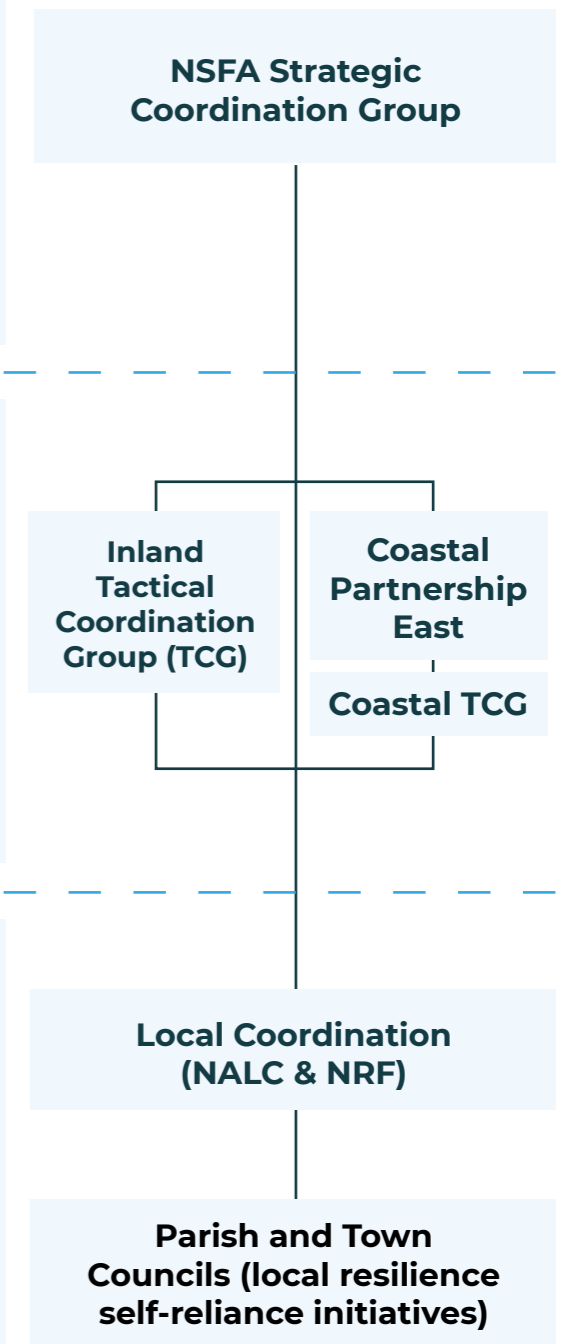 NSFA Strategic
Coordination Group
Inland
Tactical
Coordination
Group (TCG)
Coastal
Partnership
East
Coastal TCG
Local Coordination
(NALC & NRF)
Parish and Town
Councils (local resilience
self-reliance initiatives)